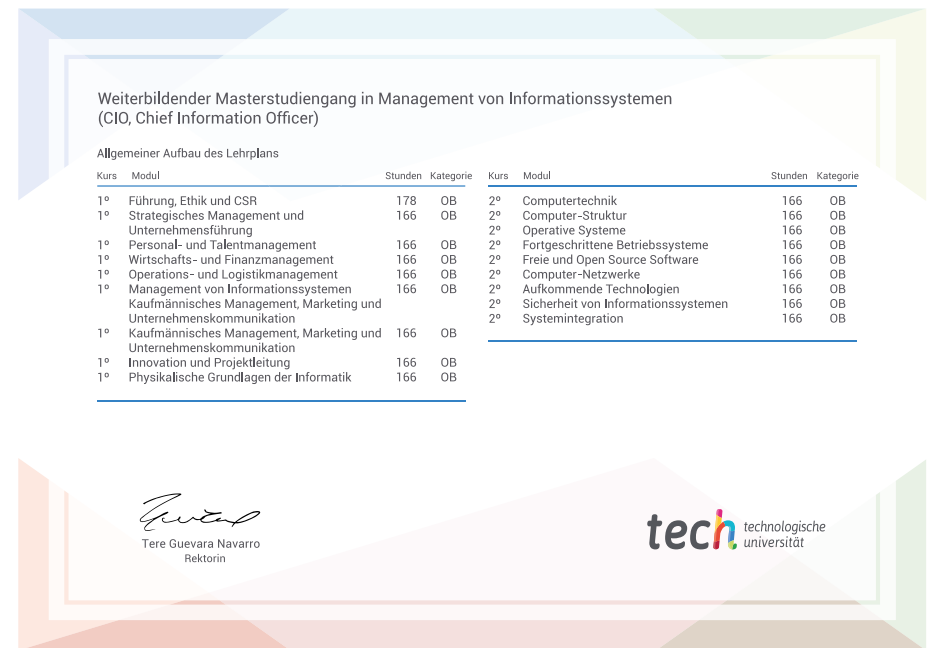 Weiterbildender Masterstudiengang in Management von Informationssystemen
(CIO, Chief Information Officer)
Allgemeiner Aufbau des Lehrplans
Kurs Modul Stunden Kategorie
1º Führung, Ethik und CSR 178 OB
1º Strategisches Management und 166 OB
Unternehmensführung
1º Personal- und Talentmanagement 166 OB
1º Wirtschafts- und Finanzmanagement 166 OB
1º Operations- und Logistikmanagement 166 OB
1º Management von Informationssystemen 166 OB
Kaufmännisches Management, Marketing und
Unternehmenskommunikation
1º Kaufmännisches Management, Marketing und 166 OB
Unternehmenskommunikation
1º Innovation und Projektleitung 166 OB
1º Physikalische Grundlagen der Informatik 166 OB
Kurs Modul Stunden Kategorie
2º Computertechnik 166 OB
2º Computer-Struktur 166 OB
2º Operative Systeme 166 OB
2º Fortgeschrittene Betriebssysteme 166 OB
2º Freie und Open Source Software 166 OB
2º Computer-Netzwerke 166 OB
2º Aufkommende Technologien 166 OB
2º Sicherheit von Informationssystemen 166 OB
2º Systemintegration 166 OB
Tere Guevara Navarro
Rektorin
tech technologische
universität